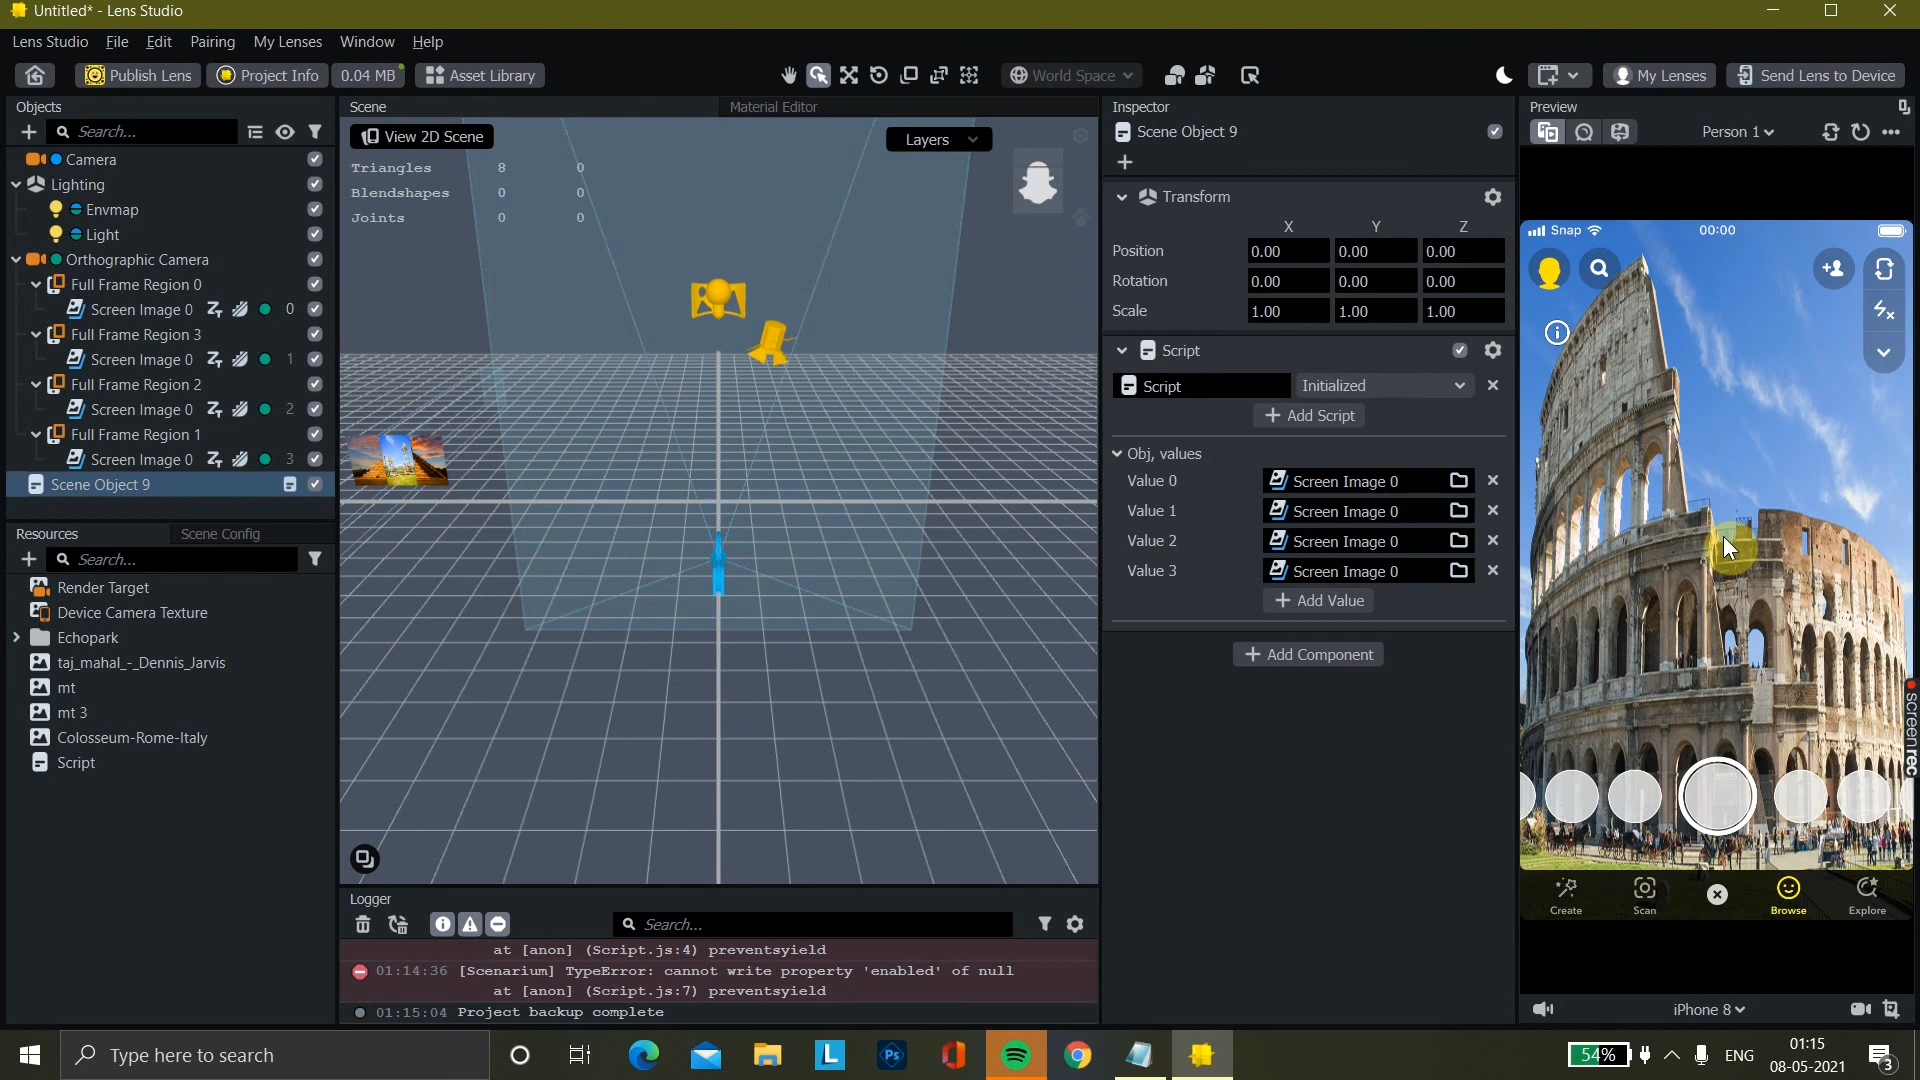 Untitled* - Lens Studio
Lens Studio File Edit Pairing My Lenses Window Help
Publish Lens Project Info 0.04 MB Asset Library World Space My Lenses Send Lens to Device
Objects
Search...
Camera
Lighting
Envmap
Light
Orthographic Camera
Full Frame Region 0
Screen Image 0 0
Full Frame Region 3
Screen Image 0 1
Full Frame Region 2
Screen Image 0 2
Full Frame Region 1
Screen Image 0 3
Scene Object 9
Resources Scene Config
Search...
Render Target
Device Camera Texture
Echopark
taj_mahal_-_Dennis_Jarvis
mt
mt 3
Colosseum-Rome-Italy
Script
Scene Material Editor
View 2D Scene Layers
Triangles 8 0
Blendshapes 0 0
Joints 0 0
Logger
Search...
at [anon] (Script.js:4) preventsyield
01:14:36 [Scenarium] TypeError: cannot write property 'enabled' of null
at [anon] (Script.js:7) preventsyield
01:15:04 Project backup complete
Inspector
Scene Object 9
Transform
X Y Z
Position 0.00 0.00 0.00
Rotation 0.00 0.00 0.00
Scale 1.00 1.00 1.00
Script
Script Initialized
Add Script
Obj, values
Value 0 Screen Image 0
Value 1 Screen Image 0
Value 2 Screen Image 0
Value 3 Screen Image 0
Add Value
Add Component
Preview
Person 1
Snap 00:00
Create Scan Browse Explore
iPhone 8
screenrec
Type here to search
L Ps
54% ENG 01:15
08-05-2021 3